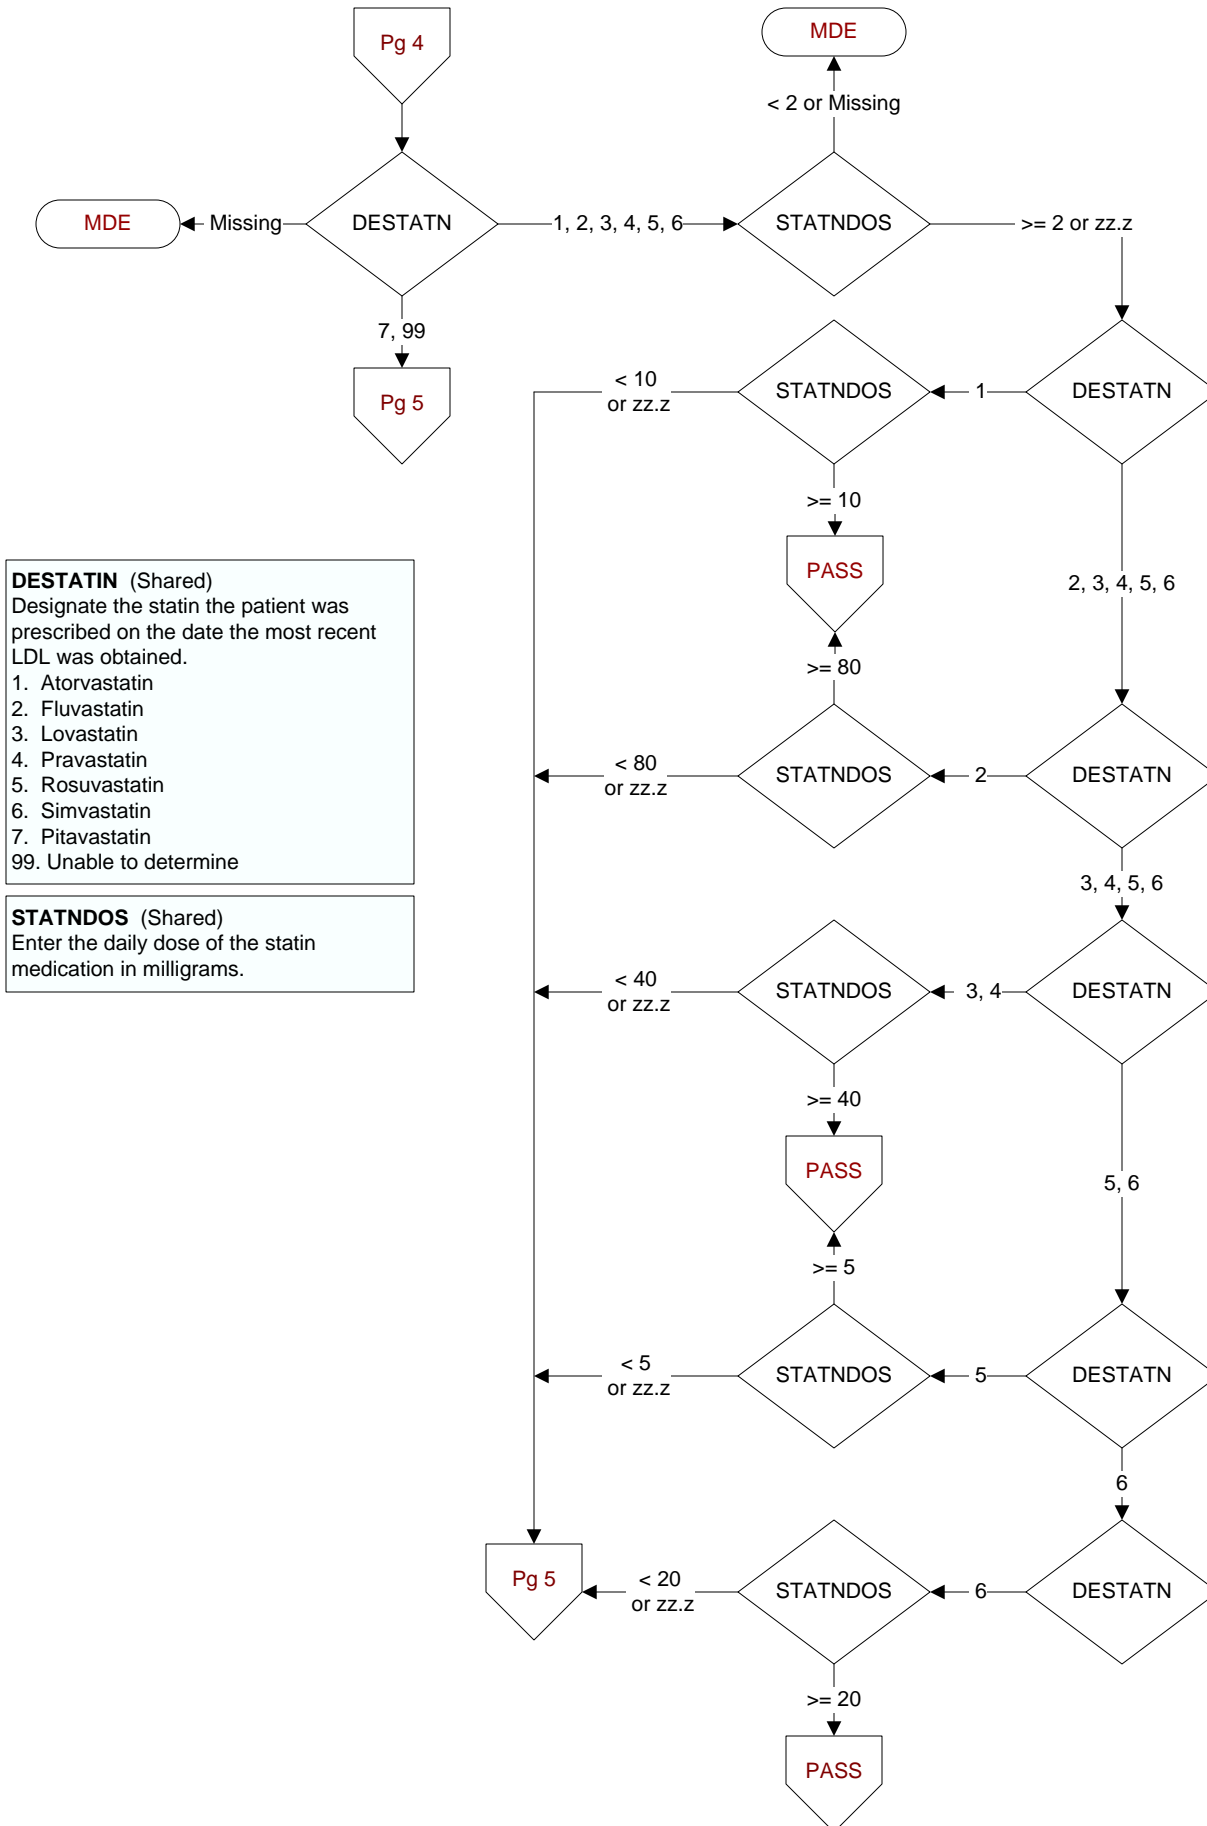 Pg 4
MDE
< 2 or Missing
MDE
Missing
DESTATN
1, 2, 3, 4, 5, 6
STATNDOS
>= 2 or zz.z
7, 99
Pg 5
< 10
or zz.z
STATNDOS
1
DESTATN
>= 10
PASS
2, 3, 4, 5, 6
DESTATIN (Shared)
Designate the statin the patient was
prescribed on the date the most recent
LDL was obtained.
1. Atorvastatin
2. Fluvastatin
3. Lovastatin
4. Pravastatin
5. Rosuvastatin
6. Simvastatin
7. Pitavastatin
99. Unable to determine
>= 80
< 80
or zz.z
STATNDOS
2
DESTATN
3, 4, 5, 6
STATNDOS (Shared)
Enter the daily dose of the statin
medication in milligrams.
< 40
or zz.z
STATNDOS
3, 4
DESTATN
>= 40
PASS
5, 6
>= 5
< 5
or zz.z
STATNDOS
5
DESTATN
6
Pg 5
< 20
or zz.z
STATNDOS
6
DESTATN
>= 20
PASS